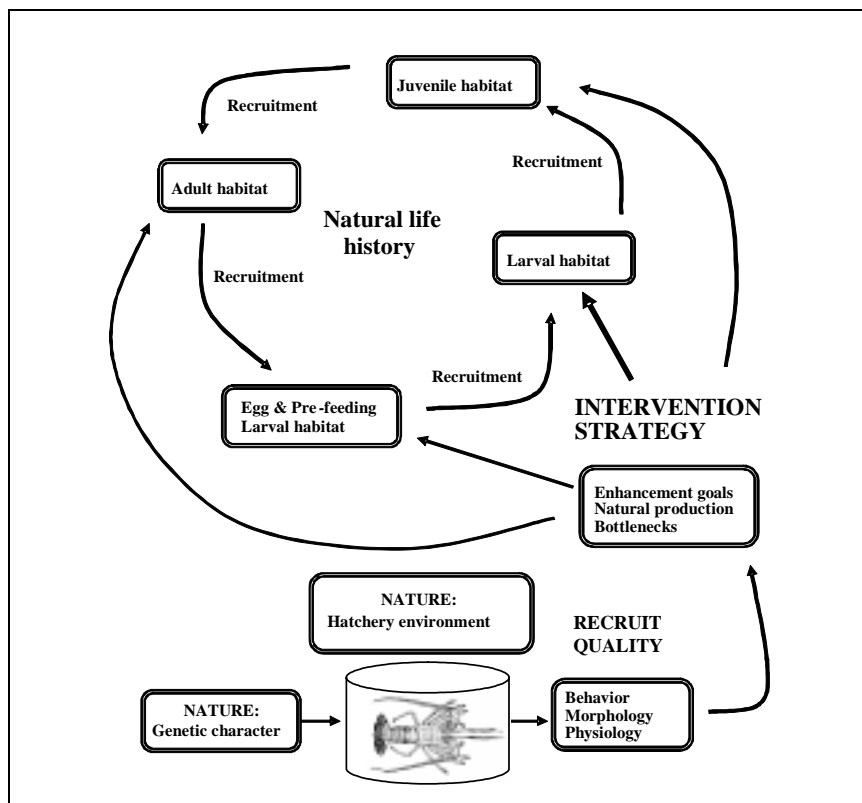 Juvenile habitat
Recruitment
Recruitment
Adult habitat
Natural life
history
Larval habitat
Recruitment
Recruitment
Egg & Pre-feeding
Larval habitat
INTERVENTION
STRATEGY
Enhancement goals
Natural production
Bottlenecks
NATURE:
Hatchery environment
RECRUIT
QUALITY
NATURE:
Genetic character
Behavior
Morphology
Physiology